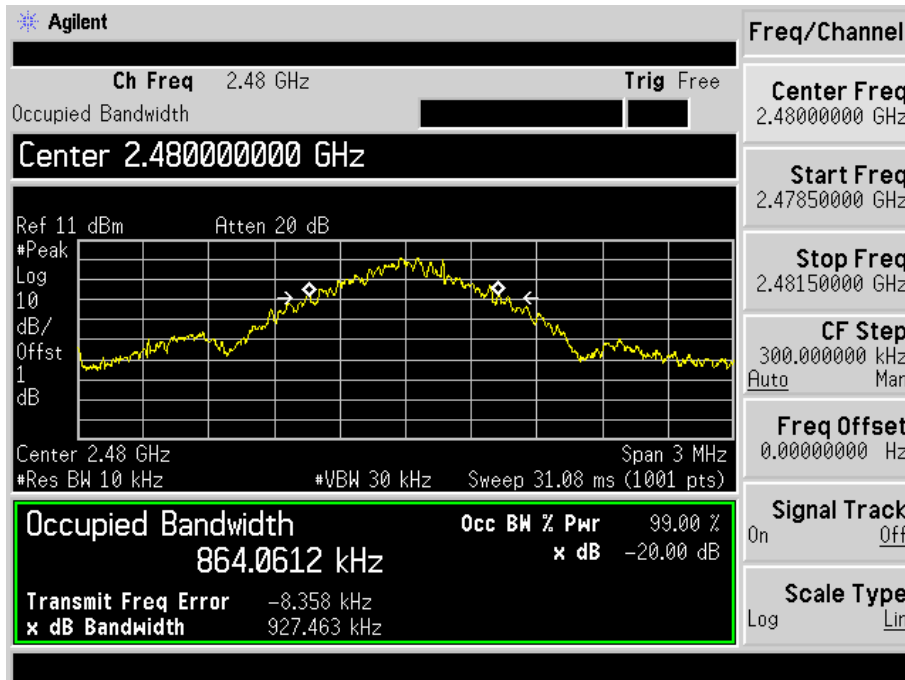 Agilent
Freq/Channel
Ch Freq 2.48 GHz Trig Free
Occupied Bandwidth
Center 2.480000000 GHz
Ref 11 dBm Atten 20 dB
#Peak
Log
10
dB/
Offst
1
dB
Center 2.48 GHz Span 3 MHz
#Res BW 10 kHz #VBW 30 kHz Sweep 31.08 ms (1001 pts)
Occupied Bandwidth Occ BW % Pwr 99.00 %
864.0612 kHz x dB -20.00 dB
Transmit Freq Error -8.358 kHz
x dB Bandwidth 927.463 kHz
Center Freq
2.48000000 GHz
Start Freq
2.47850000 GHz
Stop Freq
2.48150000 GHz
CF Step
300.000000 kHz
Auto Man
Freq Offset
0.00000000 Hz
Signal Track
On Off
Scale Type
Log Lin